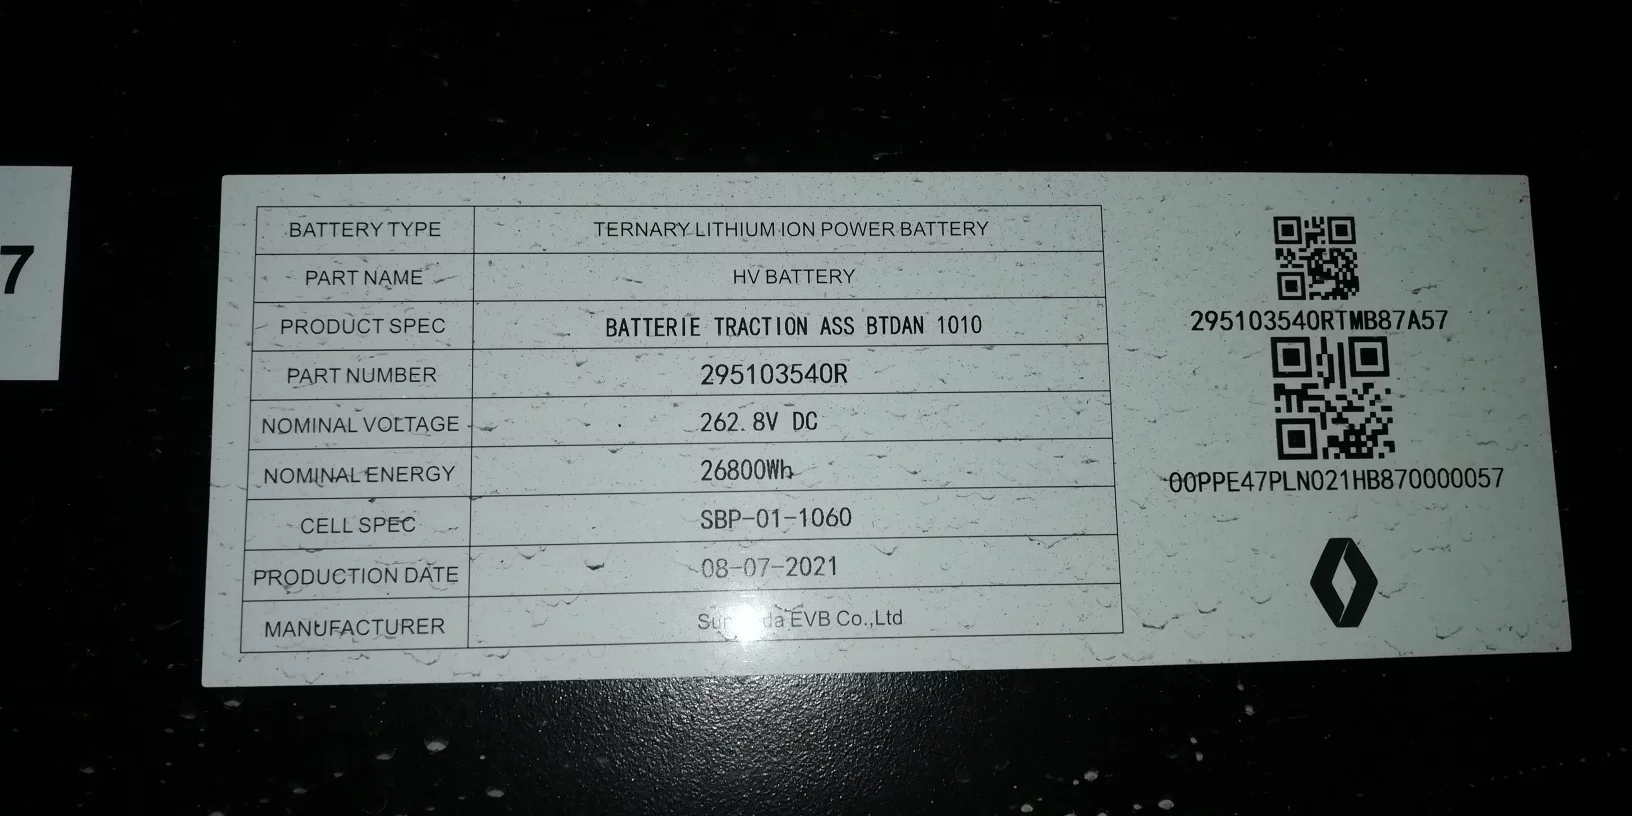 7
BATTERY TYPE TERNARY LITHIUM ION POWER BATTERY
PART NAME HV BATTERY
PRODUCT SPEC BATTERIE TRACTION ASS BTDAN 1010
PART NUMBER 295103540R
NOMINAL VOLTAGE 262.8V DC
NOMINAL ENERGY 26800Wh
CELL SPEC SBP-01-1060
PRODUCTION DATE 08-07-2021
MANUFACTURER EVB Co.,Ltd
295103540RTMB87A57
00PPE47PLN021HB870000057